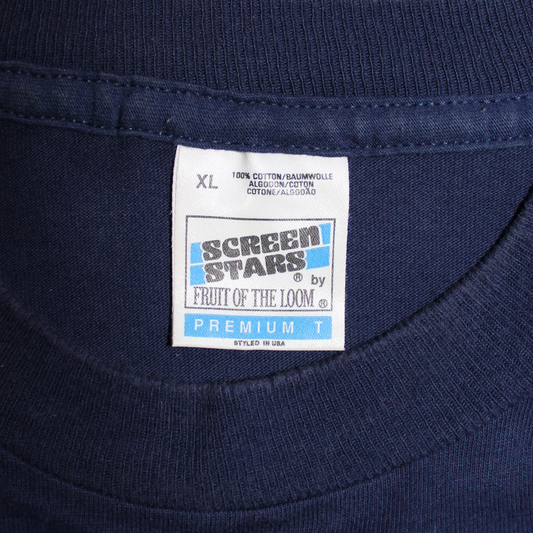 XL
100% COTTON/BAUMWOLLE
ALGODON/COTON
COTONE/ALGODÃO
SCREEN
STARS® by
FRUIT OF THE LOOM®
PREMIUM T
STYLED IN USA